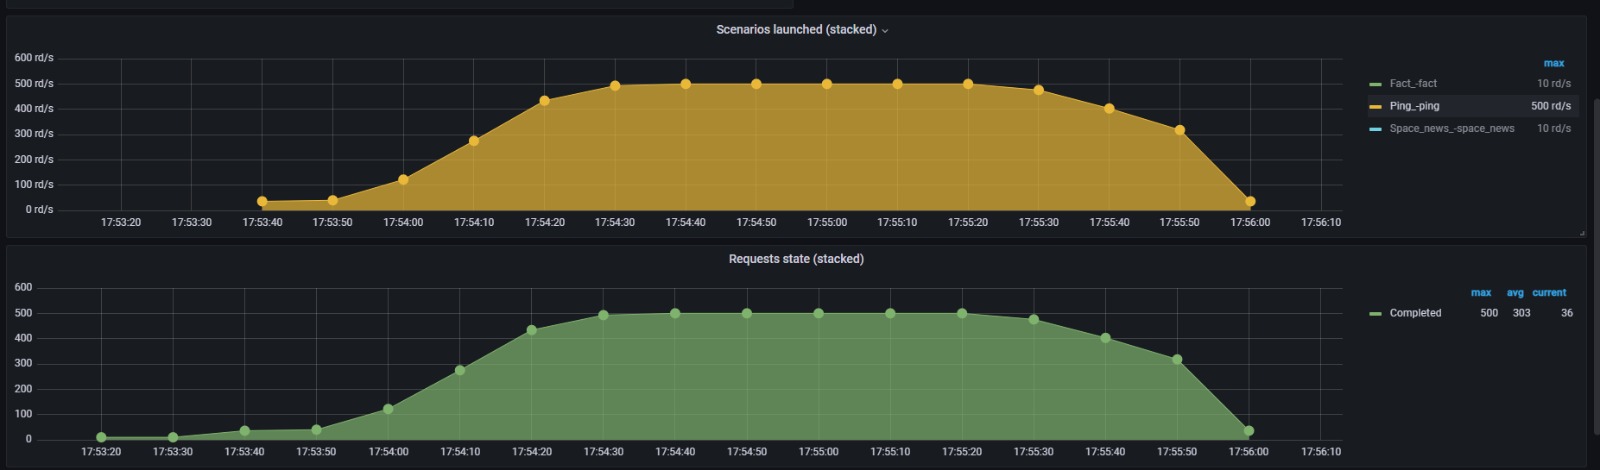 Scenarios launched (stacked)
max
600 rd/s
500 rd/s
400 rd/s
300 rd/s
200 rd/s
100 rd/s
0 rd/s
17:53:20 17:53:30 17:53:40 17:53:50 17:54:00 17:54:10 17:54:20 17:54:30 17:54:40 17:54:50 17:55:00 17:55:10 17:55:20 17:55:30 17:55:40 17:55:50 17:56:00 17:56:10
Fact_-fact 10 rd/s
Ping_-ping 500 rd/s
Space_news_-space_news 10 rd/s
Requests state (stacked)
max avg current
600
500
400
300
200
100
0
17:53:20 17:53:30 17:53:40 17:53:50 17:54:00 17:54:10 17:54:20 17:54:30 17:54:40 17:54:50 17:55:00 17:55:10 17:55:20 17:55:30 17:55:40 17:55:50 17:56:00 17:56:10
Completed 500 303 36